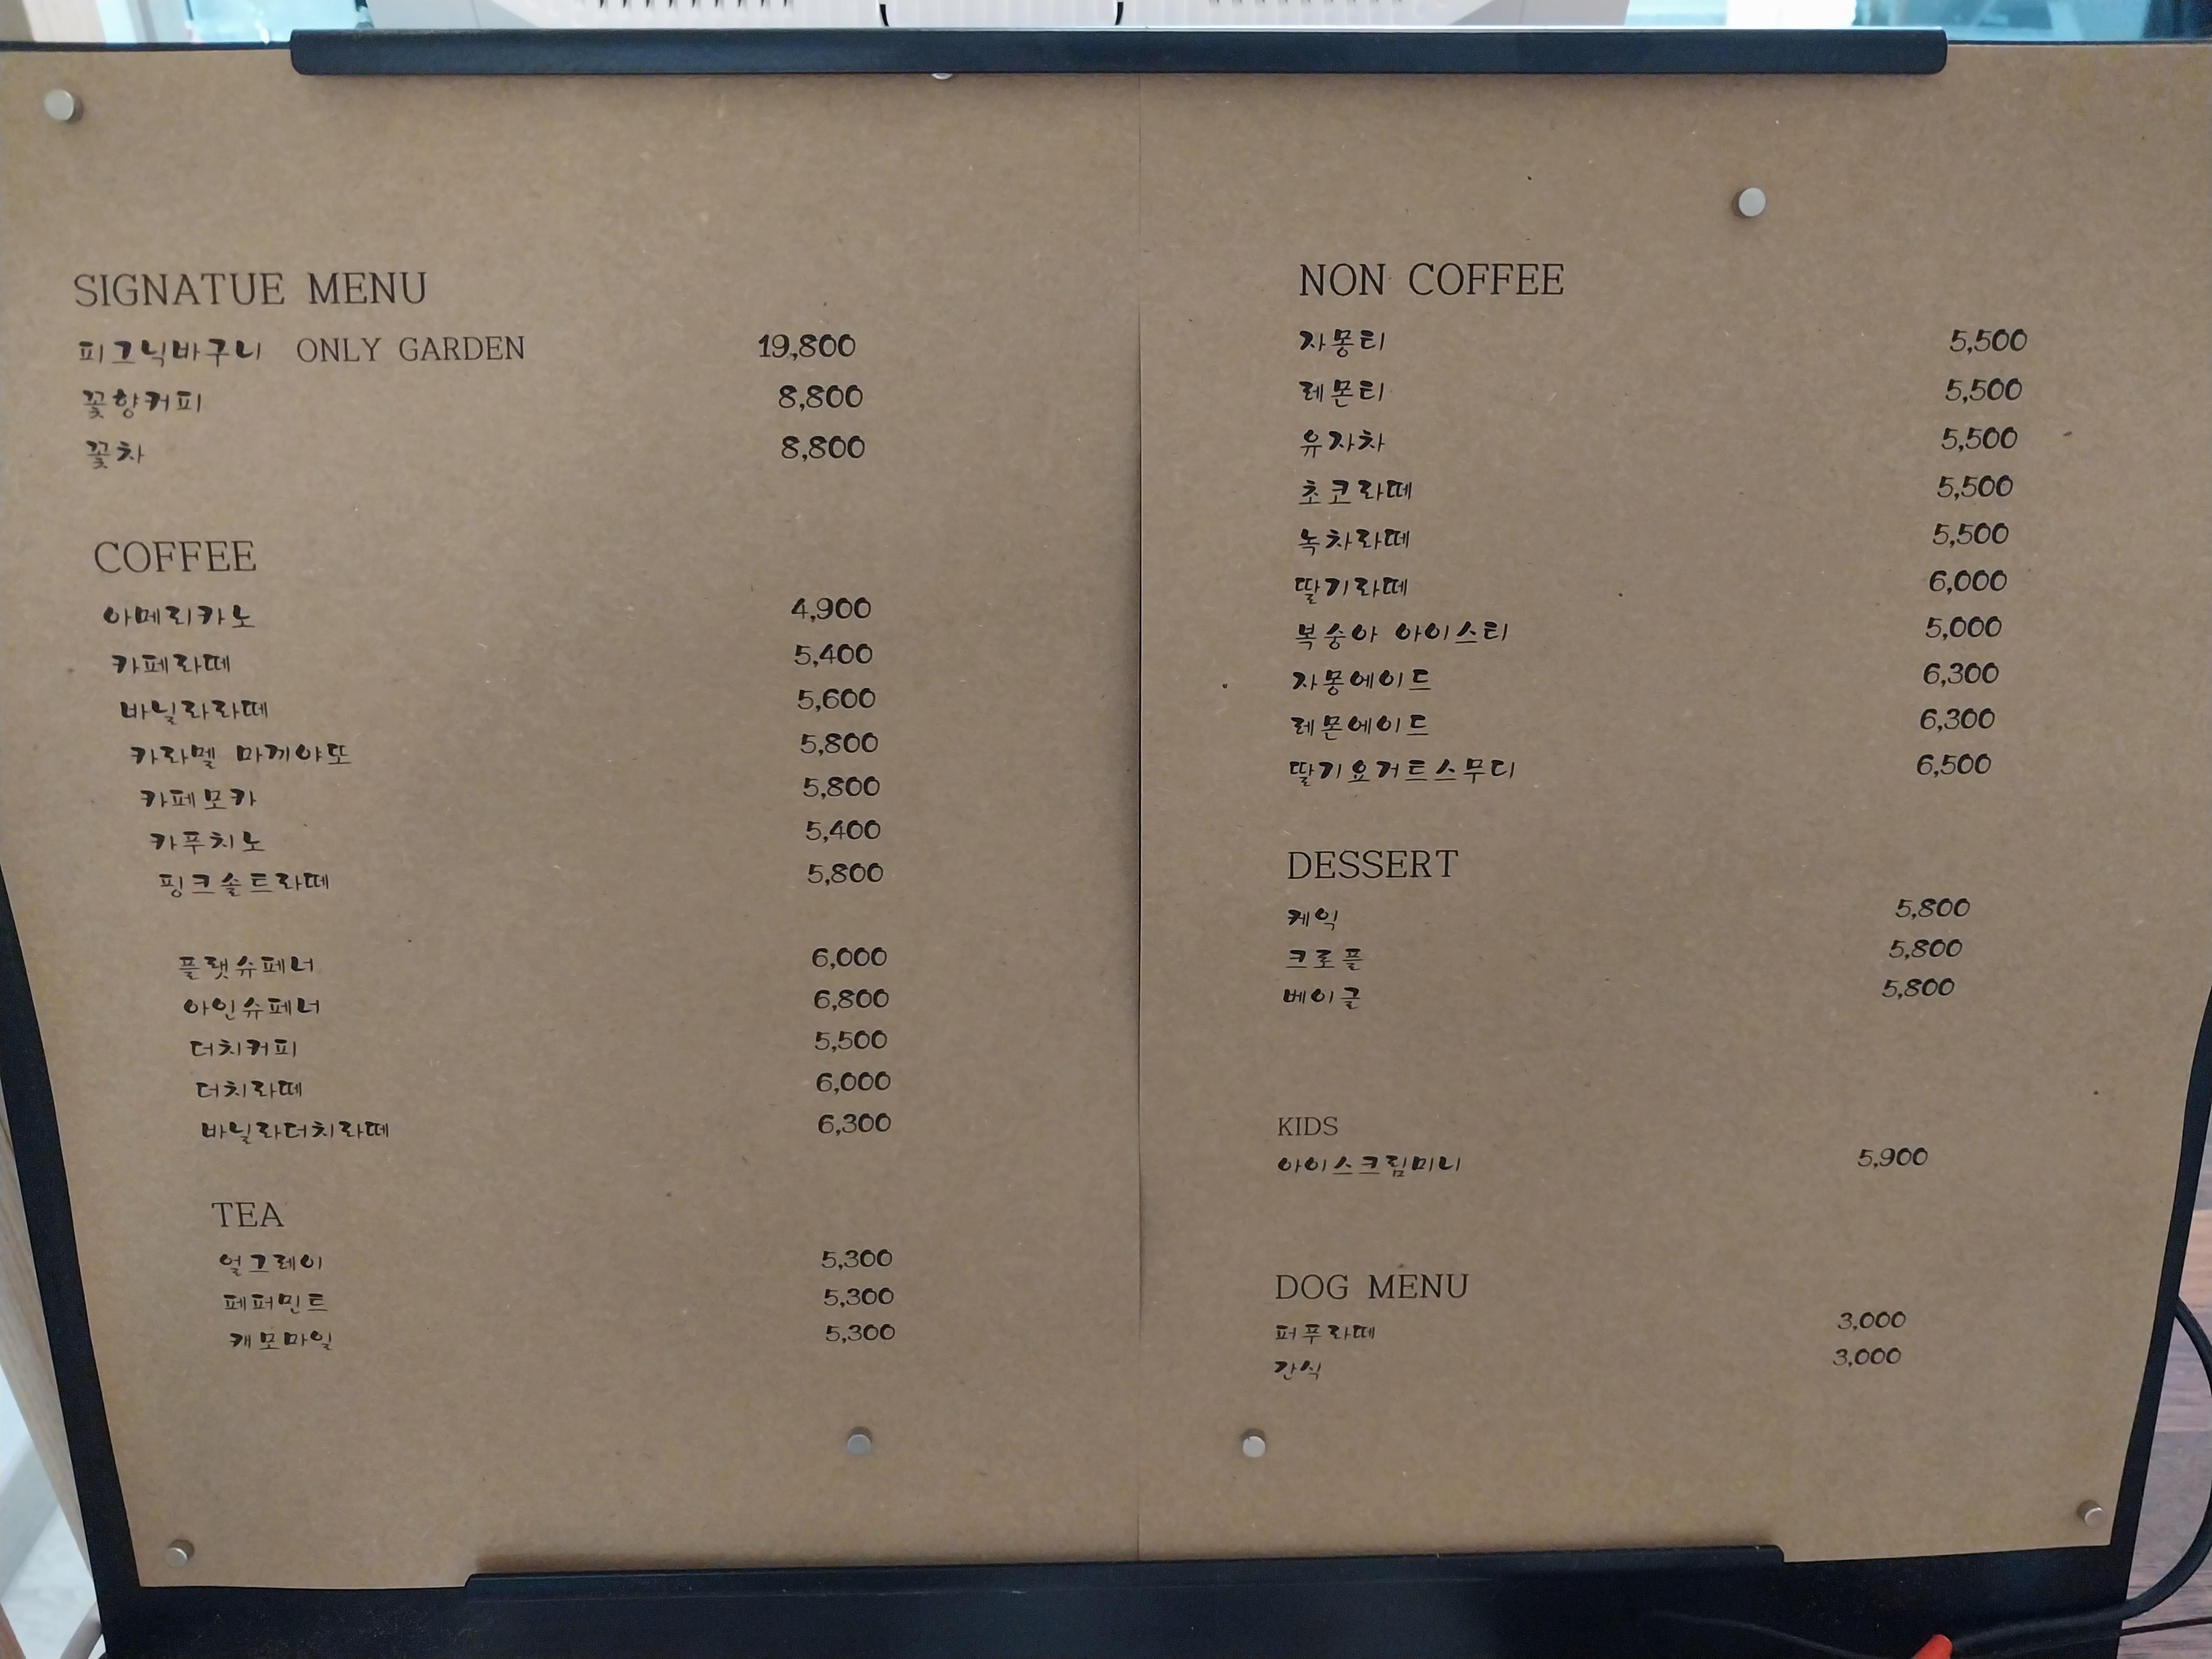 SIGNATUE MENU
피그닉바구니 ONLY GARDEN 19,800
꽃향커피 8,800
꽃차 8,800
COFFEE
아메리카노 4,900
카페라떼 5,400
바닐라라떼 5,600
카라멜 마끼야또 5,800
카페모카 5,800
카푸치노 5,400
핑크솔트라떼 5,800
플랫슈페너 6,000
아인슈페너 6,800
더치커피 5,500
더치라떼 6,000
바닐라더치라떼 6,300
TEA
얼그레이 5,300
페퍼민트 5,300
캐모마일 5,300
NON COFFEE
자몽티 5,500
레몬티 5,500
유자차 5,500
초코라떼 5,500
녹차라떼 5,500
딸기라떼 6,000
복숭아 아이스티 5,000
자몽에이드 6,300
레몬에이드 6,300
딸기요거트스무디 6,500
DESSERT
케익 5,800
크로플 5,800
베이글 5,800
KIDS
아이스크림미니 5,900
DOG MENU
퍼푸라떼 3,000
간식 3,000